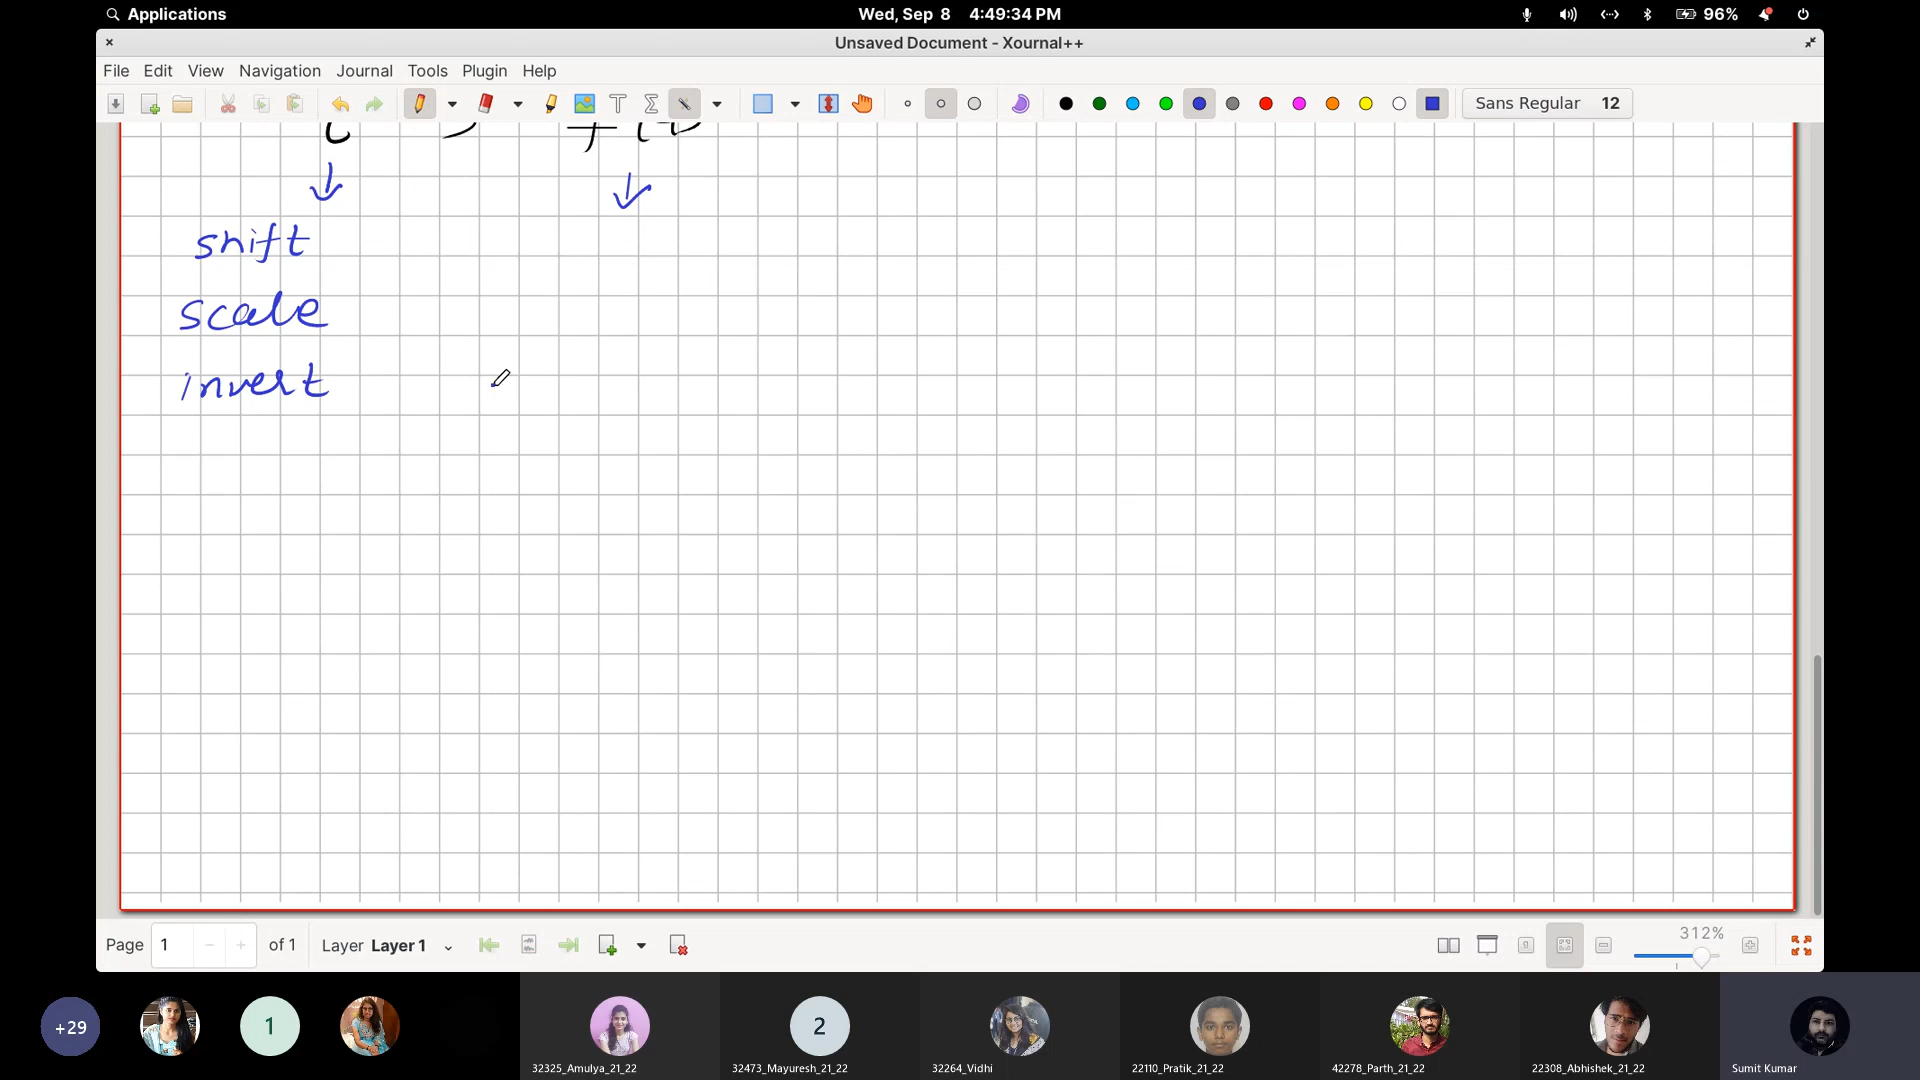 Applications Wed, Sep 8 4:49:34 PM 96%
Unsaved Document - Xournal++
File Edit View Navigation Journal Tools Plugin Help
Sans Regular 12
shift
scale
invert
Page 1 of 1 Layer Layer 1 312%
+29 1 2
32325_Amulya_21_22 32473_Mayuresh_21_22 32264_Vidhi 22110_Pratik_21_22 42278_Parth_21_22 22308_Abhishek_21_22 Sumit Kumar